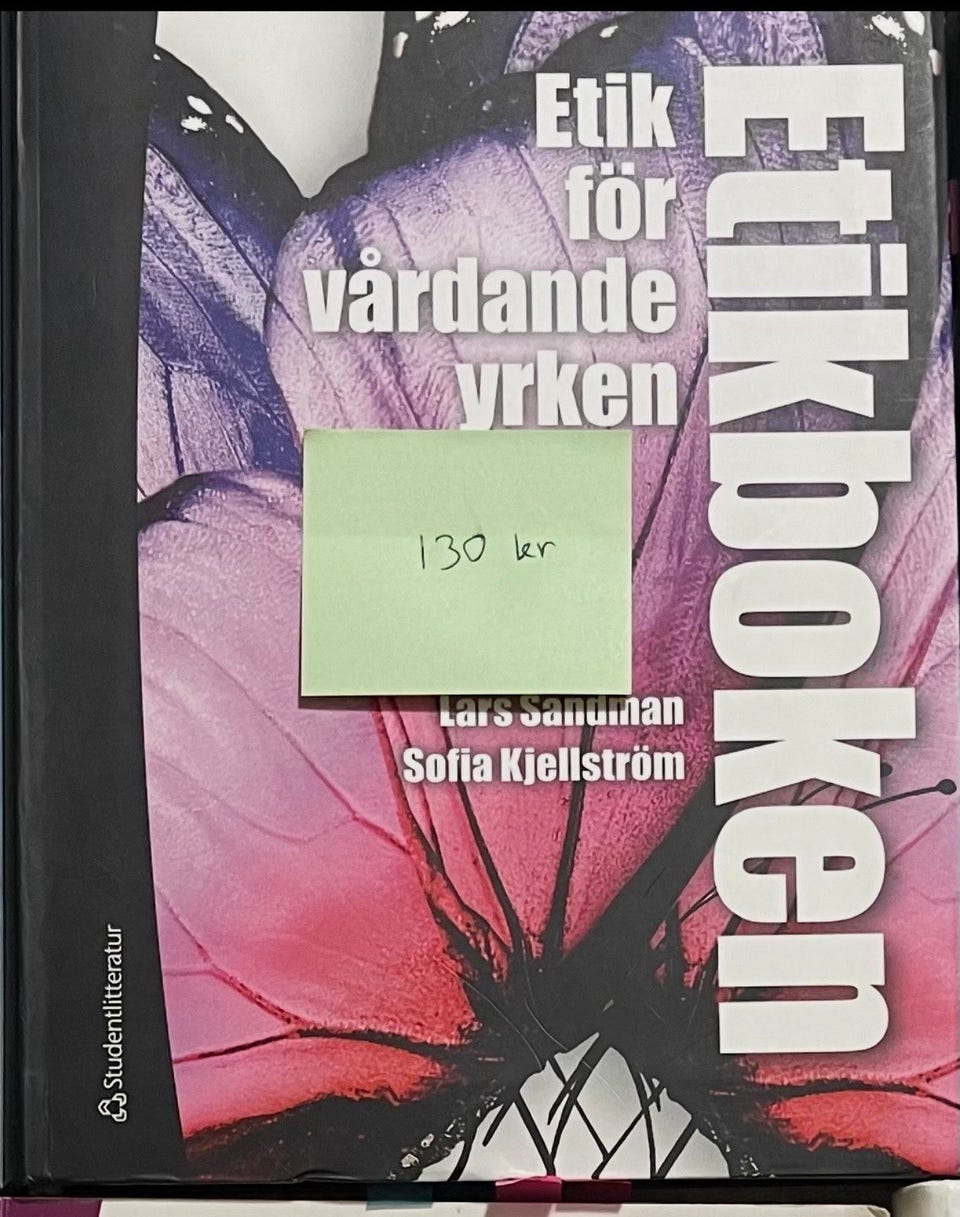 Etik
för
vårdande
yrken
Etikboken
130 kr
Lars Sandman
Sofia Kjellström
Studentlitteratur